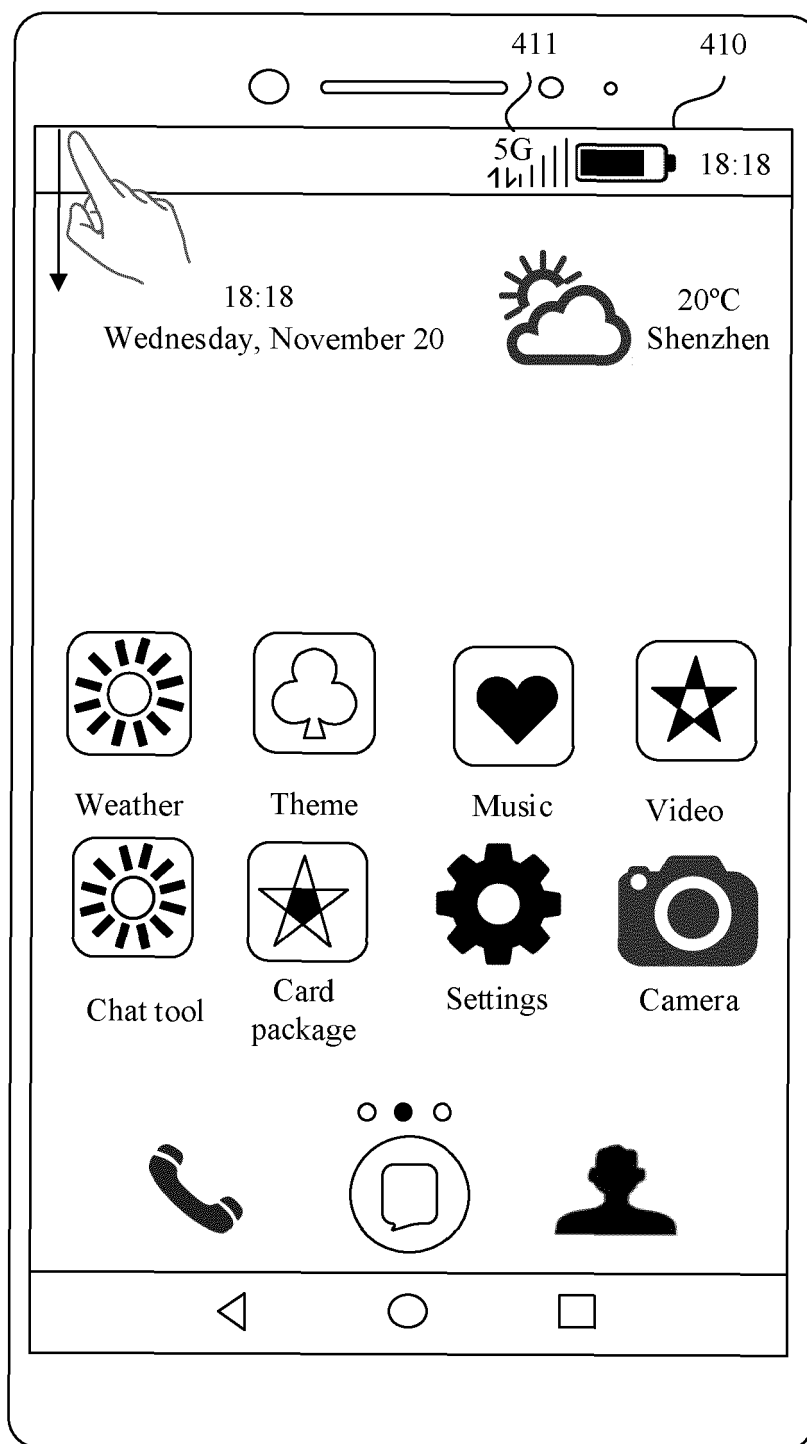 411
410
5G
18:18
18:18
Wednesday, November 20
20ºC
Shenzhen
Weather
Theme
Music
Video
Chat tool
Card
package
Settings
Camera